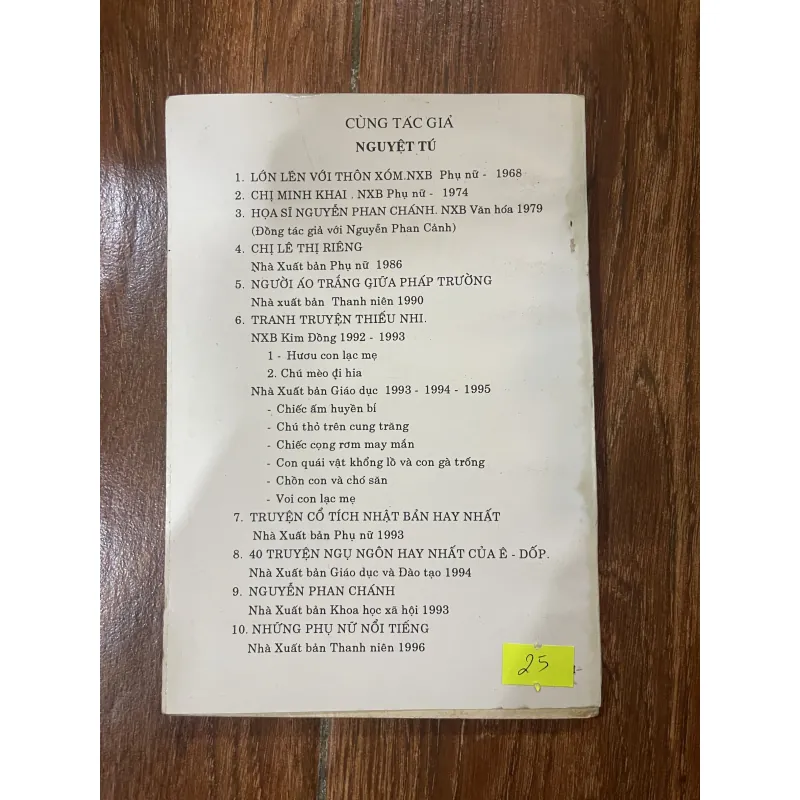 CÙNG TÁC GIẢ
NGUYỆT TÚ
1. LỚN LÊN VỚI THÔN XÓM.NXB Phụ nữ - 1968
2. CHỊ MINH KHAI . NXB Phụ nữ - 1974
3. HỌA SĨ NGUYỄN PHAN CHÁNH. NXB Văn hóa 1979
(Đồng tác giả với Nguyễn Phan Cảnh)
4. CHỊ LÊ THỊ RIÊNG
Nhà Xuất bản Phụ nữ 1986
5. NGƯỜI ÁO TRẮNG GIỮA PHÁP TRƯỜNG
Nhà xuất bản Thanh niên 1990
6. TRANH TRUYỆN THIẾU NHI.
NXB Kim Đồng 1992 - 1993
1 - Hươu con lạc mẹ
2. Chú mèo đi hia
Nhà Xuất bản Giáo dục 1993 - 1994 - 1995
- Chiếc ấm huyền bí
- Chú thỏ trên cung trăng
- Chiếc cọng rơm may mắn
- Con quái vật khổng lồ và con gà trống
- Chồn con và chó săn
- Voi con lạc mẹ
7. TRUYỆN CỔ TÍCH NHẬT BẢN HAY NHẤT
Nhà Xuất bản Phụ nữ 1993
8. 40 TRUYỆN NGỤ NGÔN HAY NHẤT CỦA Ê - DỐP.
Nhà Xuất bản Giáo dục và Đào tạo 1994
9. NGUYỄN PHAN CHÁNH
Nhà Xuất bản Khoa học xã hội 1993
10. NHỮNG PHỤ NỮ NỔI TIẾNG
Nhà Xuất bản Thanh niên 1996
25